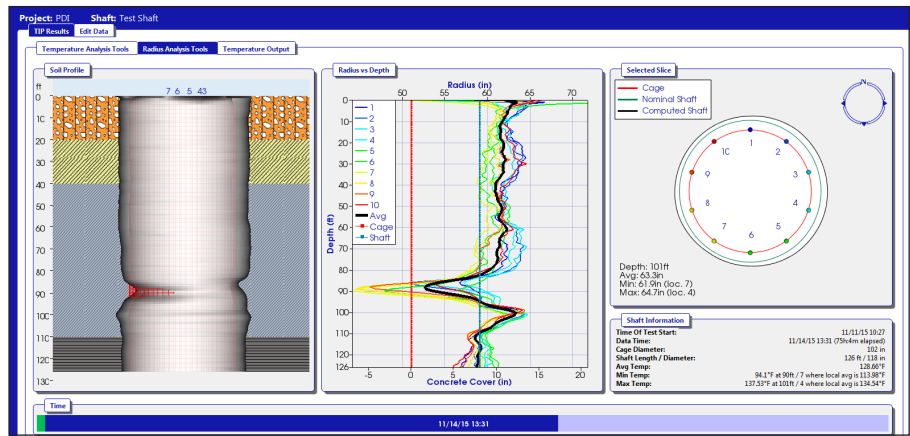 Project: PDI Shaft: Test Shaft
TIP Results Edit Data
Temperature Analysis Tools Radius Analysis Tools Temperature Output
Soil Profile
ft
7 6 5 43
0
10
20
30
40
50
60
70
80
90
100
110
120
130
Radius vs Depth
Radius (in)
50 55 60 65 70
Depth (ft)
0
10
20
30
40
50
60
70
80
90
100
110
120
126
1
2
3
4
5
6
7
8
9
10
Avg
Cage
Shaft
-5 0 5 10 15 20
Concrete Cover (in)
Selected Slice
Cage
Nominal Shaft
Computed Shaft
N
1
2
3
4
5
6
7
8
9
10
Depth: 101ft
Avg: 63.3in
Min: 61.9in (loc. 7)
Max: 64.7in (loc. 4)
Shaft Information
Time Of Test Start: 11/11/15 10:27
Data Time: 11/14/15 13:31 (75h:4m elapsed)
Cage Diameter: 102 in
Shaft Length / Diameter: 126 ft / 118 in
Avg Temp: 128.66°F
Min Temp: 94.1°F at 90ft / 7 where local avg is 113.98°F
Max Temp: 137.53°F at 101ft / 4 where local avg is 134.54°F
Time
11/14/15 13:31